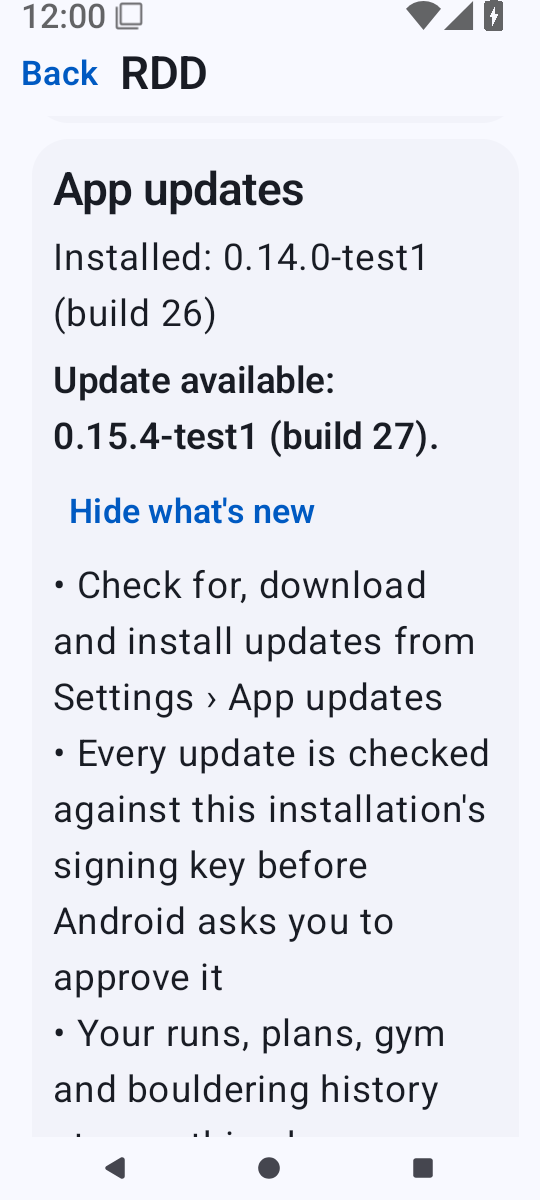 12:00
Back RDD
App updates
Installed: 0.14.0-test1
(build 26)
Update available:
0.15.4-test1 (build 27).
Hide what's new
• Check for, download
and install updates from
Settings › App updates
• Every update is checked
against this installation's
signing key before
Android asks you to
approve it
• Your runs, plans, gym
and bouldering history